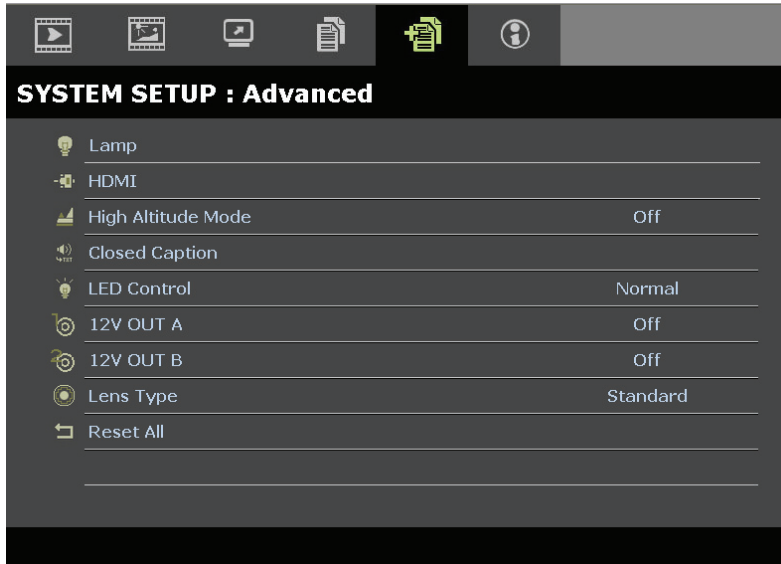 SYSTEM SETUP : Advanced
Lamp
HDMI
High Altitude Mode Off
Closed Caption
LED Control Normal
12V OUT A Off
12V OUT B Off
Lens Type Standard
Reset All